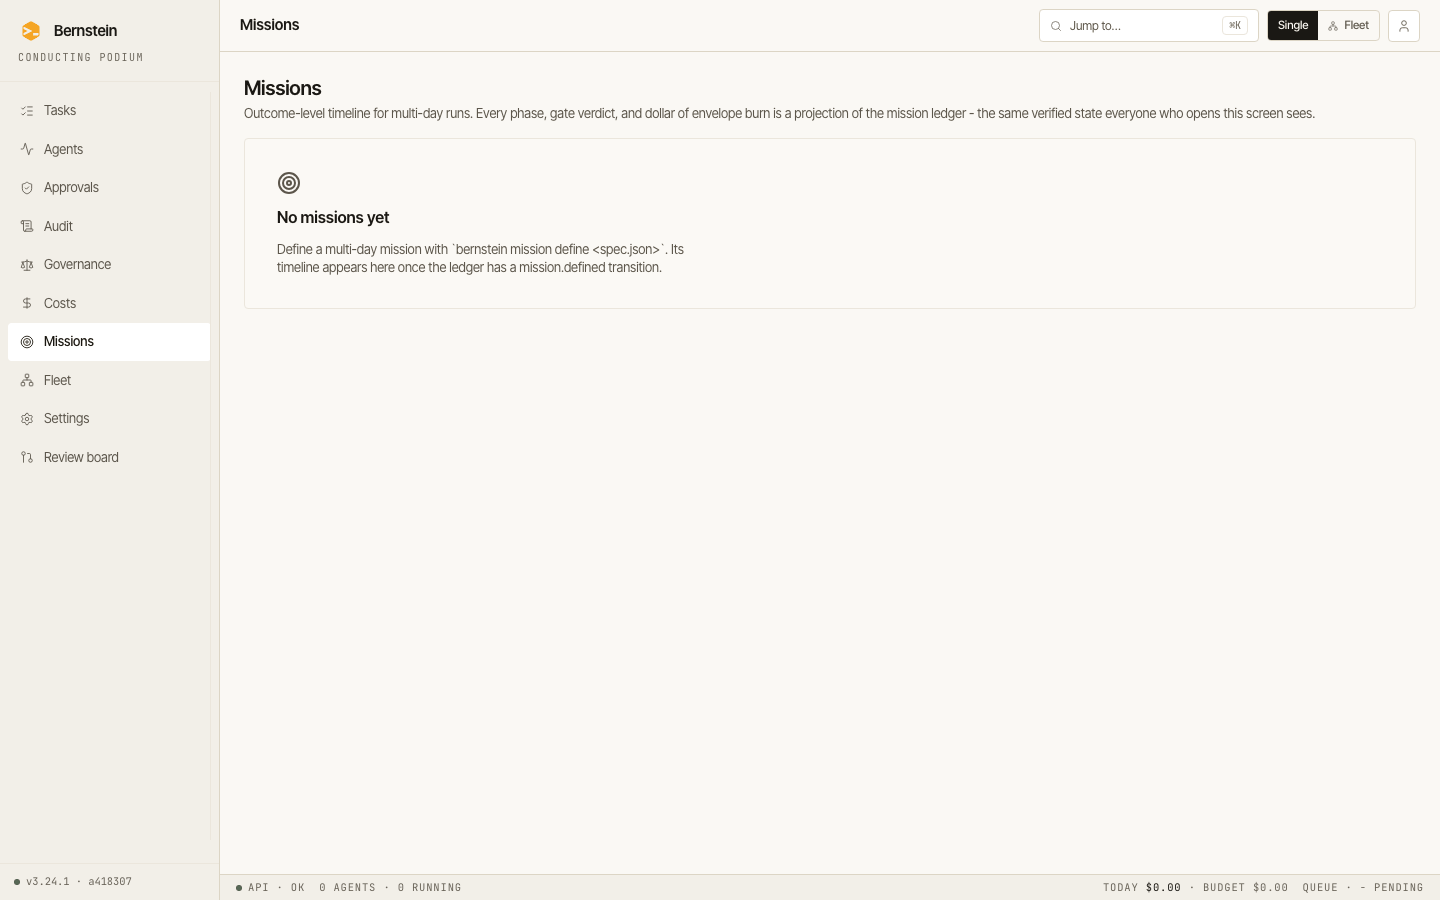 Bernstein
CONDUCTING PODIUM
Tasks
Agents
Approvals
Audit
Governance
Costs
Missions
Fleet
Settings
Review board
v3.24.1 · a418307
Missions
Jump to...
⌘K
Single
Fleet
Missions
Outcome-level timeline for multi-day runs. Every phase, gate verdict, and dollar of envelope burn is a projection of the mission ledger - the same verified state everyone who opens this screen sees.
No missions yet
Define a multi-day mission with `bernstein mission define <spec.json>`. Its
timeline appears here once the ledger has a mission.defined transition.
API · OK 0 AGENTS · 0 RUNNING
TODAY $0.00 · BUDGET $0.00 QUEUE · - PENDING